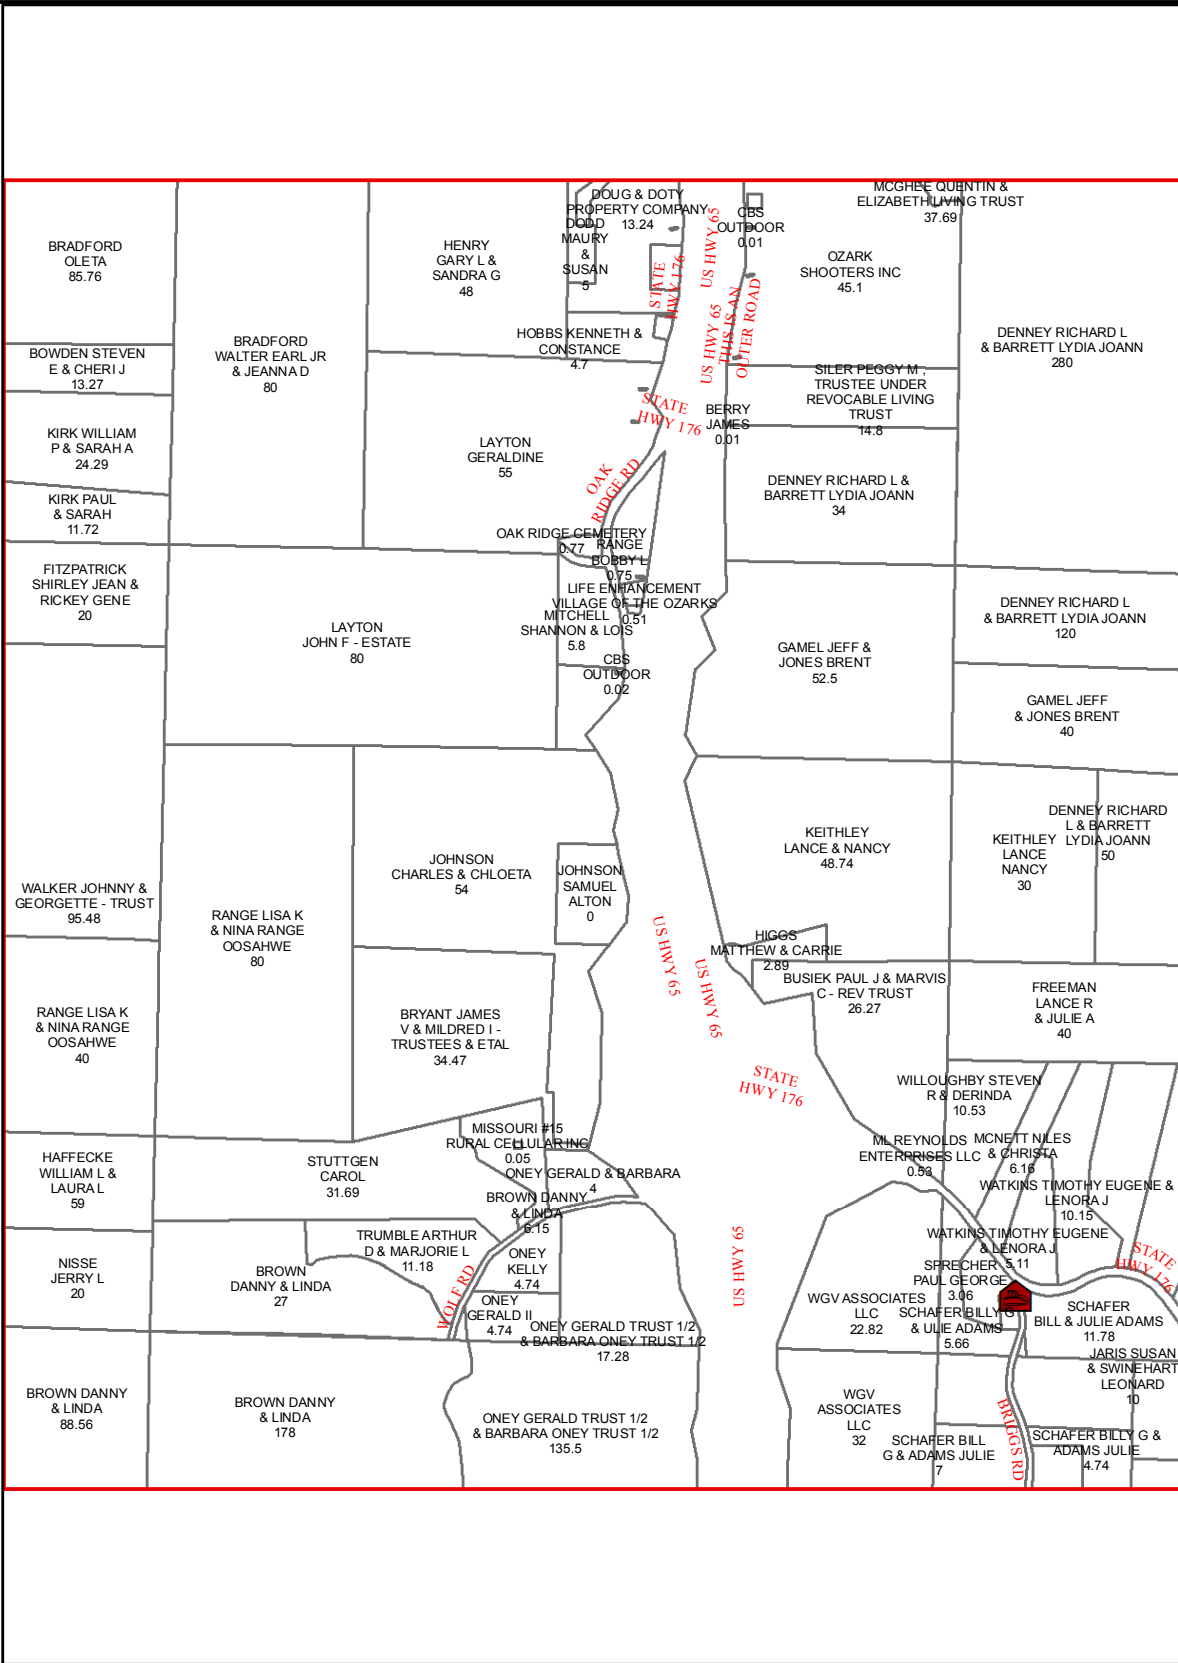 BRADFORD
OLETA
85.76
BOWDEN STEVEN
E & CHERI J
13.27
KIRK WILLIAM
P & SARAH A
24.29
KIRK PAUL
& SARAH
11.72
FITZPATRICK
SHIRLEY JEAN &
RICKEY GENE
20
WALKER JOHNNY &
GEORGETTE - TRUST
95.48
RANGE LISA K
& NINA RANGE
OOSAHWE
40
HAFFECKE
WILLIAM L &
LAURA L
59
NISSE
JERRY L
20
BROWN DANNY
& LINDA
88.56
BRADFORD
WALTER EARL JR
& JEANNA D
80
HENRY
GARY L &
SANDRA G
48
DOUG & DOTY
PROPERTY COMPANY
13.24
DODD
MAURY
&
SUSAN
5
HOBBS KENNETH &
CONSTANCE
4.7
STATE
HWY 176
US HWY 65
US HWY 65
THIS IS AN
OUTER ROAD
CBS
OUTDOOR
0.01
MCGHEE QUENTIN &
ELIZABETH LIVING TRUST
37.69
OZARK
SHOOTERS INC
45.1
DENNEY RICHARD L
& BARRETT LYDIA JOANN
280
SILER PEGGY M ,
TRUSTEE UNDER
REVOCABLE LIVING
TRUST
14.8
BERRY
JAMES
0.01
STATE
HWY 176
LAYTON
GERALDINE
55
OAK
RIDGE RD
DENNEY RICHARD L &
BARRETT LYDIA JOANN
34
OAK RIDGE CEMETERY
0.77
RANGE
BOBBY L
0.75
LIFE ENHANCEMENT
VILLAGE OF THE OZARKS
0.51
MITCHELL
SHANNON & LOIS
5.8
CBS
OUTDOOR
0.02
LAYTON
JOHN F - ESTATE
80
GAMEL JEFF &
JONES BRENT
52.5
DENNEY RICHARD L
& BARRETT LYDIA JOANN
120
GAMEL JEFF
& JONES BRENT
40
RANGE LISA K
& NINA RANGE
OOSAHWE
80
JOHNSON
CHARLES & CHLOETA
54
JOHNSON
SAMUEL
ALTON
0
KEITHLEY
LANCE & NANCY
48.74
KEITHLEY
LANCE
NANCY
30
DENNEY RICHARD
L & BARRETT
LYDIA JOANN
50
US HWY 65
US HWY 65
HIGGS
MATTHEW & CARRIE
2.89
BUSIEK PAUL J & MARVIS
C - REV TRUST
26.27
FREEMAN
LANCE R
& JULIE A
40
BRYANT JAMES
V & MILDRED I -
TRUSTEES & ETAL
34.47
STATE
HWY 176
WILLOUGHBY STEVEN
R & DERINDA
10.53
ML REYNOLDS
ENTERPRISES LLC
0.53
MCNETT NILES
& CHRISTA
6.16
WATKINS TIMOTHY EUGENE &
LENORA J
10.15
WATKINS TIMOTHY EUGENE
& LENORA J
5.11
STATE
HWY 176
SPRECHER
PAUL GEORGE
3.06
STUTTGEN
CAROL
31.69
MISSOURI #15
RURAL CELLULAR INC
0.05
ONEY GERALD & BARBARA
4
BROWN DANNY
& LINDA
6.15
TRUMBLE ARTHUR
D & MARJORIE L
11.18
BROWN
DANNY & LINDA
27
WOLF RD
ONEY
KELLY
4.74
ONEY
GERALD II
4.74
ONEY GERALD TRUST 1/2
& BARBARA ONEY TRUST 1/2
17.28
US HWY 65
WGV ASSOCIATES
LLC
22.82
SCHAFER BILLY G
& ULIE ADAMS
5.66
SCHAFER
BILL & JULIE ADAMS
11.78
JARIS SUSAN
& SWINEHART
LEONARD
10
BROWN DANNY
& LINDA
178
ONEY GERALD TRUST 1/2
& BARBARA ONEY TRUST 1/2
135.5
WGV
ASSOCIATES
LLC
32
SCHAFER BILL
G & ADAMS JULIE
7
BRIGGS RD
SCHAFER BILLY G &
ADAMS JULIE
4.74